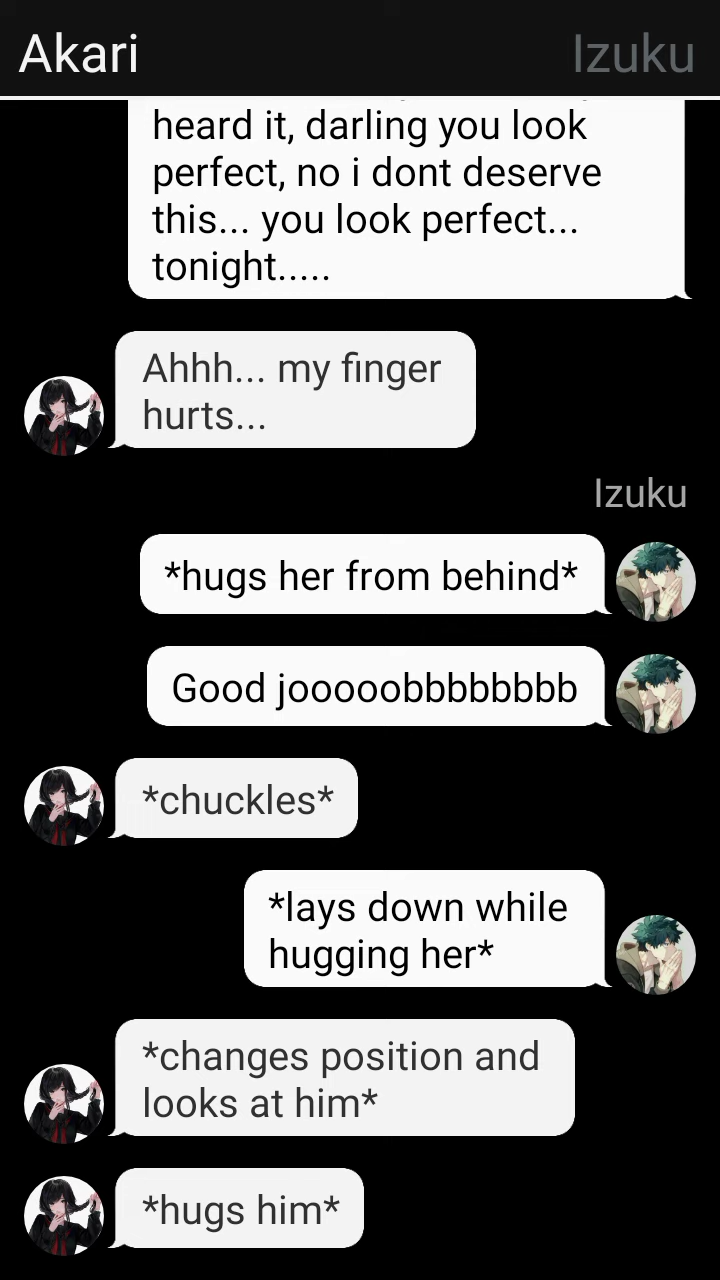 Akari Izuku
heard it, darling you look
perfect, no i dont deserve
this... you look perfect...
tonight.....
Ahhh... my finger
hurts...
Izuku
*hugs her from behind*
Good jooooobbbbbbbb
*chuckles*
*lays down while
hugging her*
*changes position and
looks at him*
*hugs him*